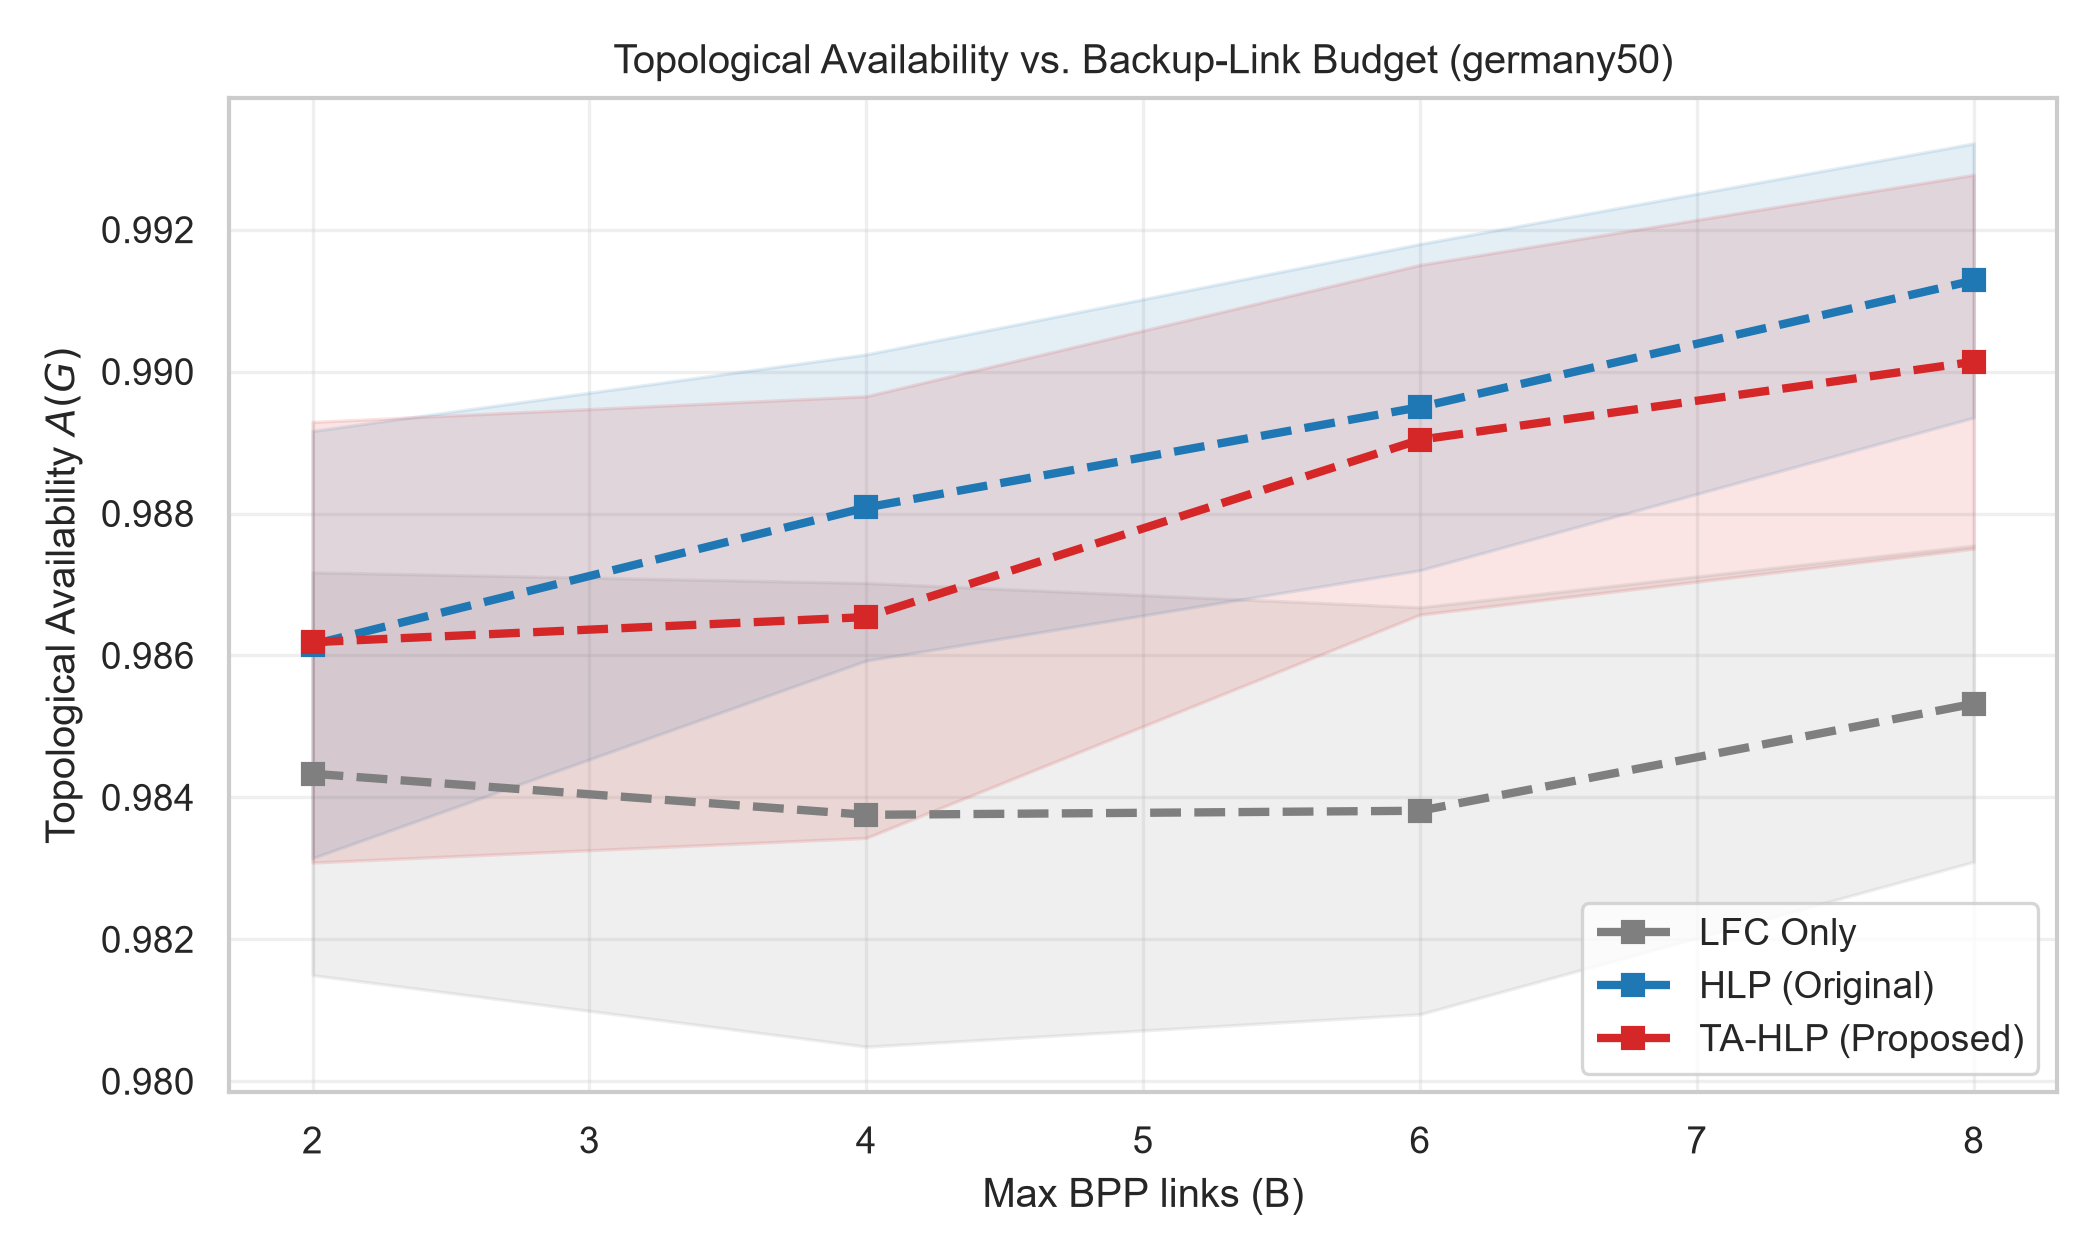 Topological Availability vs. Backup-Link Budget (germany50)
Topological Availability A(G)
0.992
0.990
0.988
0.986
0.984
0.982
0.980
2 3 4 5 6 7 8
Max BPP links (B)
LFC Only
HLP (Original)
TA-HLP (Proposed)